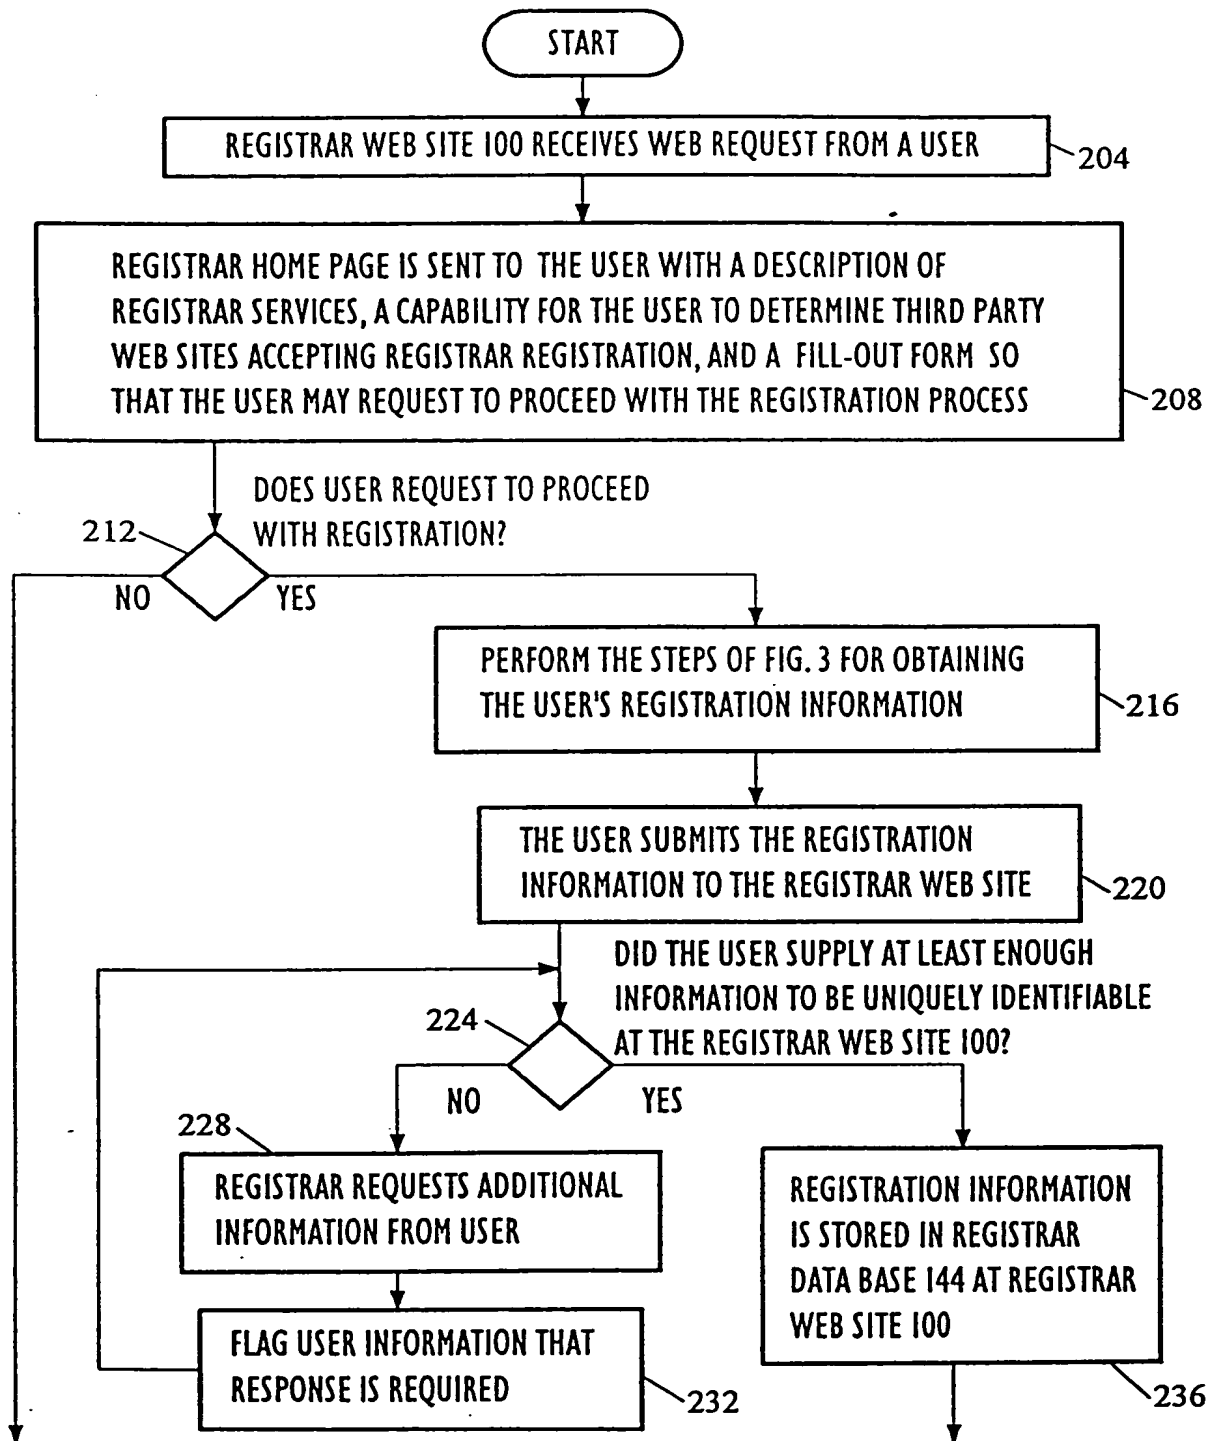 START
REGISTRAR WEB SITE 100 RECEIVES WEB REQUEST FROM A USER
204
REGISTRAR HOME PAGE IS SENT TO THE USER WITH A DESCRIPTION OF
REGISTRAR SERVICES, A CAPABILITY FOR THE USER TO DETERMINE THIRD PARTY
WEB SITES ACCEPTING REGISTRAR REGISTRATION, AND A FILL-OUT FORM SO
THAT THE USER MAY REQUEST TO PROCEED WITH THE REGISTRATION PROCESS
208
DOES USER REQUEST TO PROCEED
WITH REGISTRATION?
212
NO
YES
PERFORM THE STEPS OF FIG. 3 FOR OBTAINING
THE USER'S REGISTRATION INFORMATION
216
THE USER SUBMITS THE REGISTRATION
INFORMATION TO THE REGISTRAR WEB SITE
220
DID THE USER SUPPLY AT LEAST ENOUGH
INFORMATION TO BE UNIQUELY IDENTIFIABLE
AT THE REGISTRAR WEB SITE 100?
224
NO
YES
228
REGISTRAR REQUESTS ADDITIONAL
INFORMATION FROM USER
FLAG USER INFORMATION THAT
RESPONSE IS REQUIRED
232
REGISTRATION INFORMATION
IS STORED IN REGISTRAR
DATA BASE 144 AT REGISTRAR
WEB SITE 100
236